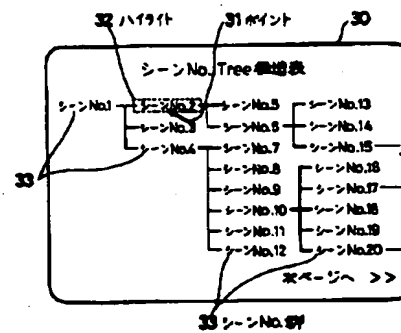 32 ハイライト 31 ポイント 30
シーンNo.Tree構造表
シーンNo.1 シーンNo.2 シーンNo.5 シーンNo.13
シーンNo.3 シーンNo.6 シーンNo.14
33 シーンNo.4 シーンNo.7 シーンNo.15
シーンNo.8 シーンNo.16
シーンNo.9 シーンNo.17
シーンNo.10 シーンNo.18
シーンNo.11 シーンNo.19
シーンNo.12 シーンNo.20
次ページへ >>
33 シーンNo.群